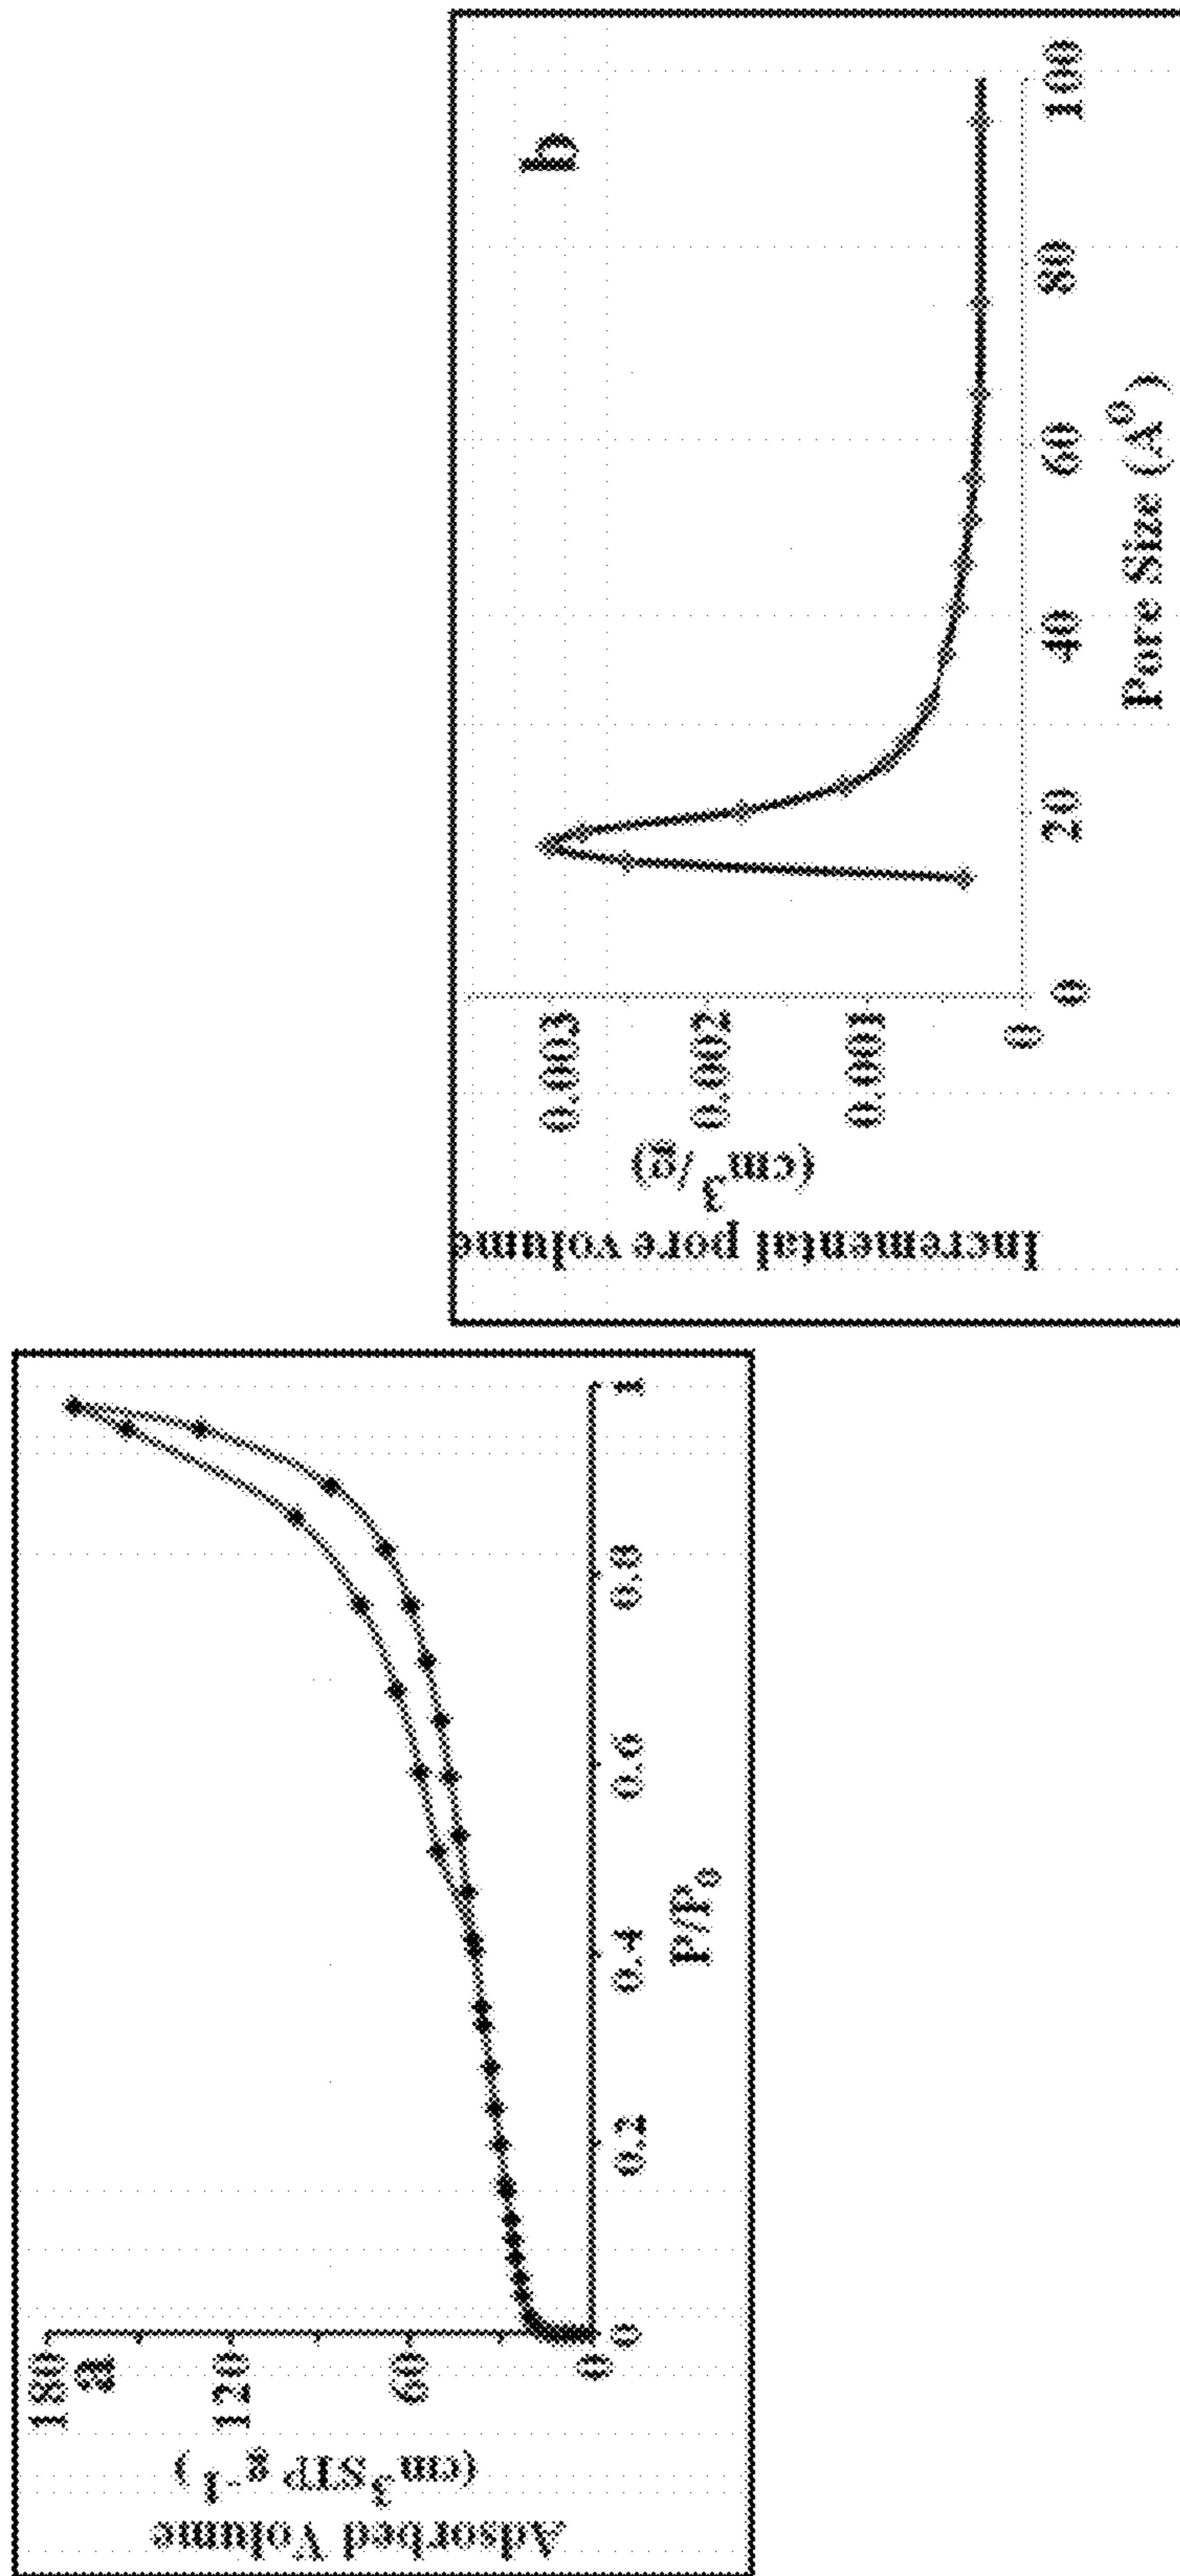 a
Adsorbed Volume
(cm³ STP g⁻¹)
180
120
60
0
0
0.2
0.4
0.6
0.8
1
P/P₀
b
Incremental pore volume
(cm³/g)
0.003
0.002
0.001
0
0
20
40
60
80
100
Pore Size (A⁰)